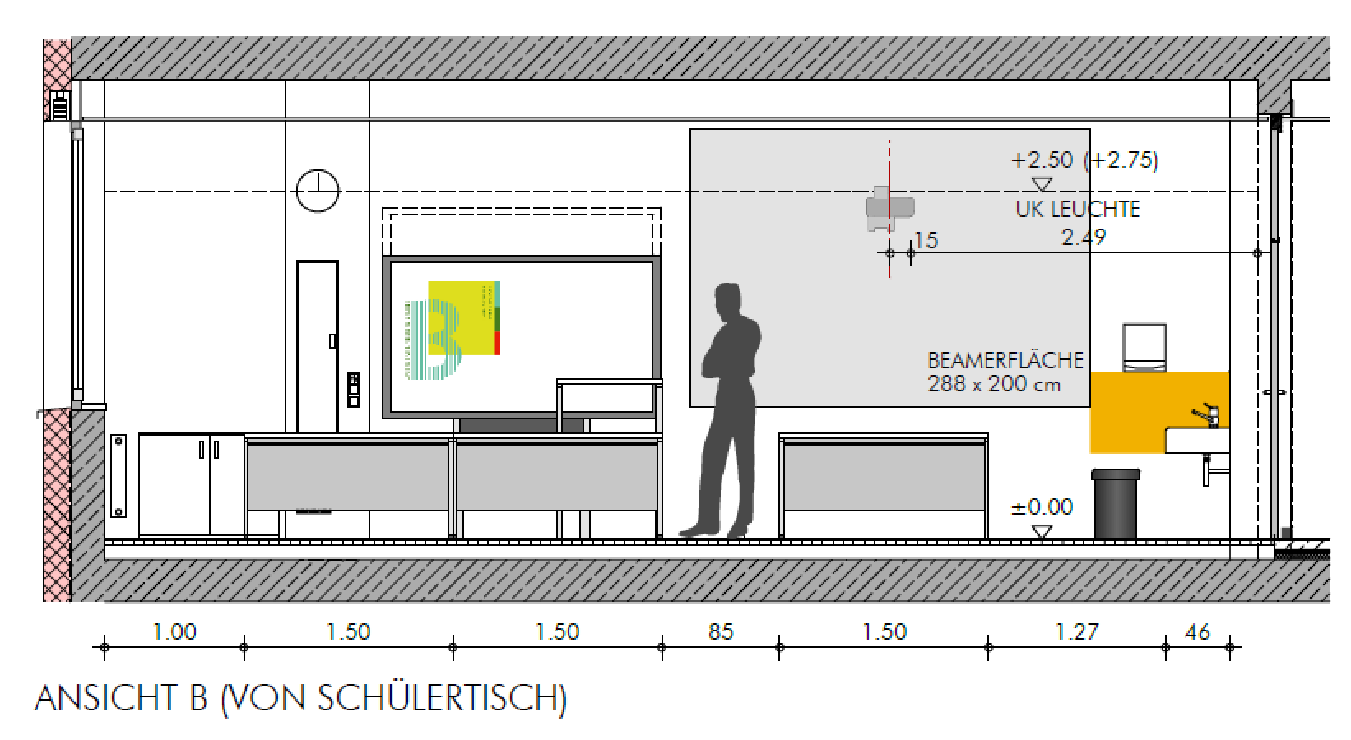 +2.50 (+2.75)
UK LEUCHTE
2.49
15
B
BEAMERFLÄCHE
288 x 200 cm
±0.00
1.00 1.50 1.50 85 1.50 1.27 46
ANSICHT B (VON SCHÜLERTISCH)